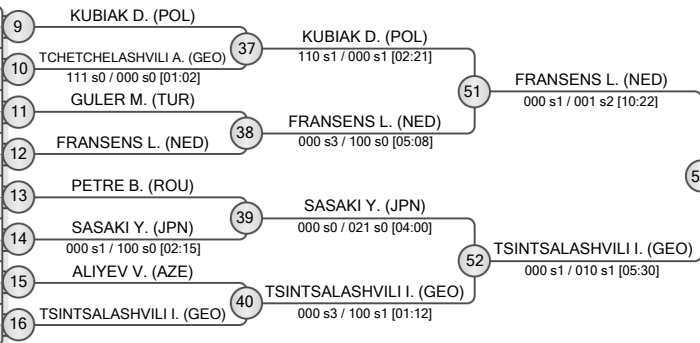 9
KUBIAK D. (POL)
37
KUBIAK D. (POL)
110 s1 / 000 s1 [02:21]
10
TCHETCHELASHVILI A. (GEO)
111 s0 / 000 s0 [01:02]
51
FRANSENS L. (NED)
000 s1 / 001 s2 [10:22]
11
GULER M. (TUR)
38
FRANSENS L. (NED)
000 s3 / 100 s0 [05:08]
12
FRANSENS L. (NED)
13
PETRE B. (ROU)
39
SASAKI Y. (JPN)
000 s0 / 021 s0 [04:00]
14
SASAKI Y. (JPN)
000 s1 / 100 s0 [02:15]
52
TSINTSALASHVILI I. (GEO)
000 s1 / 010 s1 [05:30]
15
ALIYEV V. (AZE)
40
TSINTSALASHVILI I. (GEO)
000 s3 / 100 s1 [01:12]
16
TSINTSALASHVILI I. (GEO)